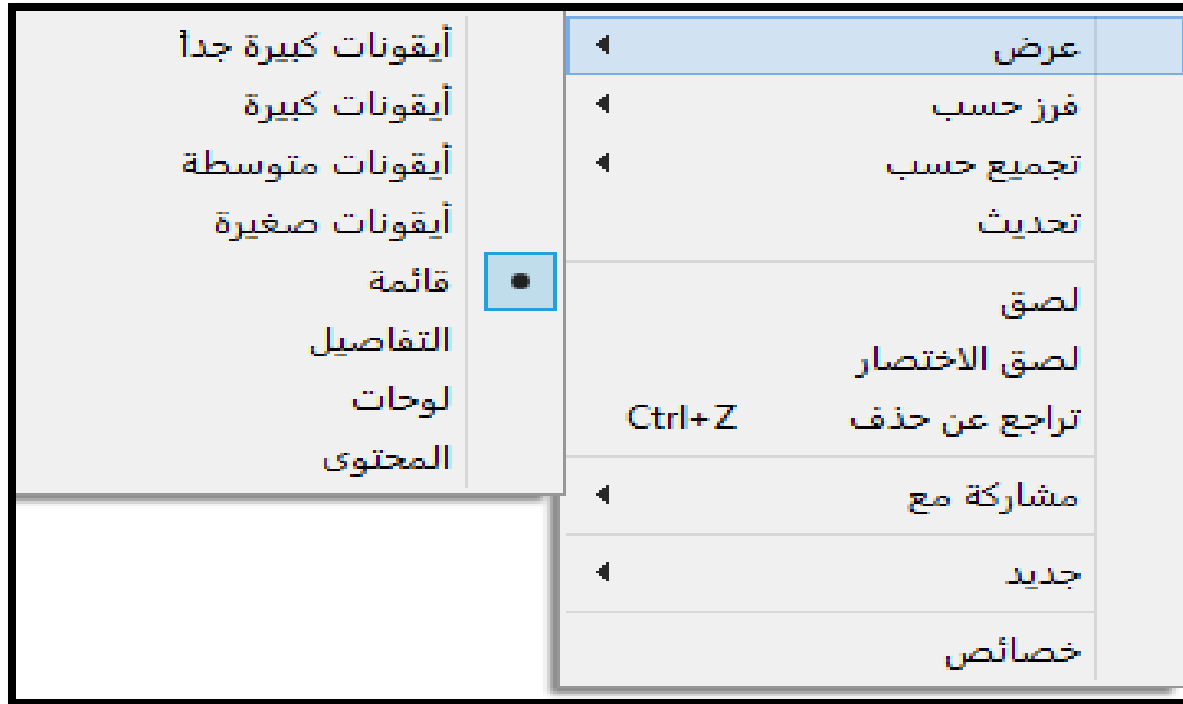 عرض
فرز حسب
تجميع حسب
تحديث
لصق
لصق الاختصار
تراجع عن حذف Ctrl+Z
مشاركة مع
جديد
خصائص
أيقونات كبيرة جداً
أيقونات كبيرة
أيقونات متوسطة
أيقونات صغيرة
قائمة
التفاصيل
لوحات
المحتوى